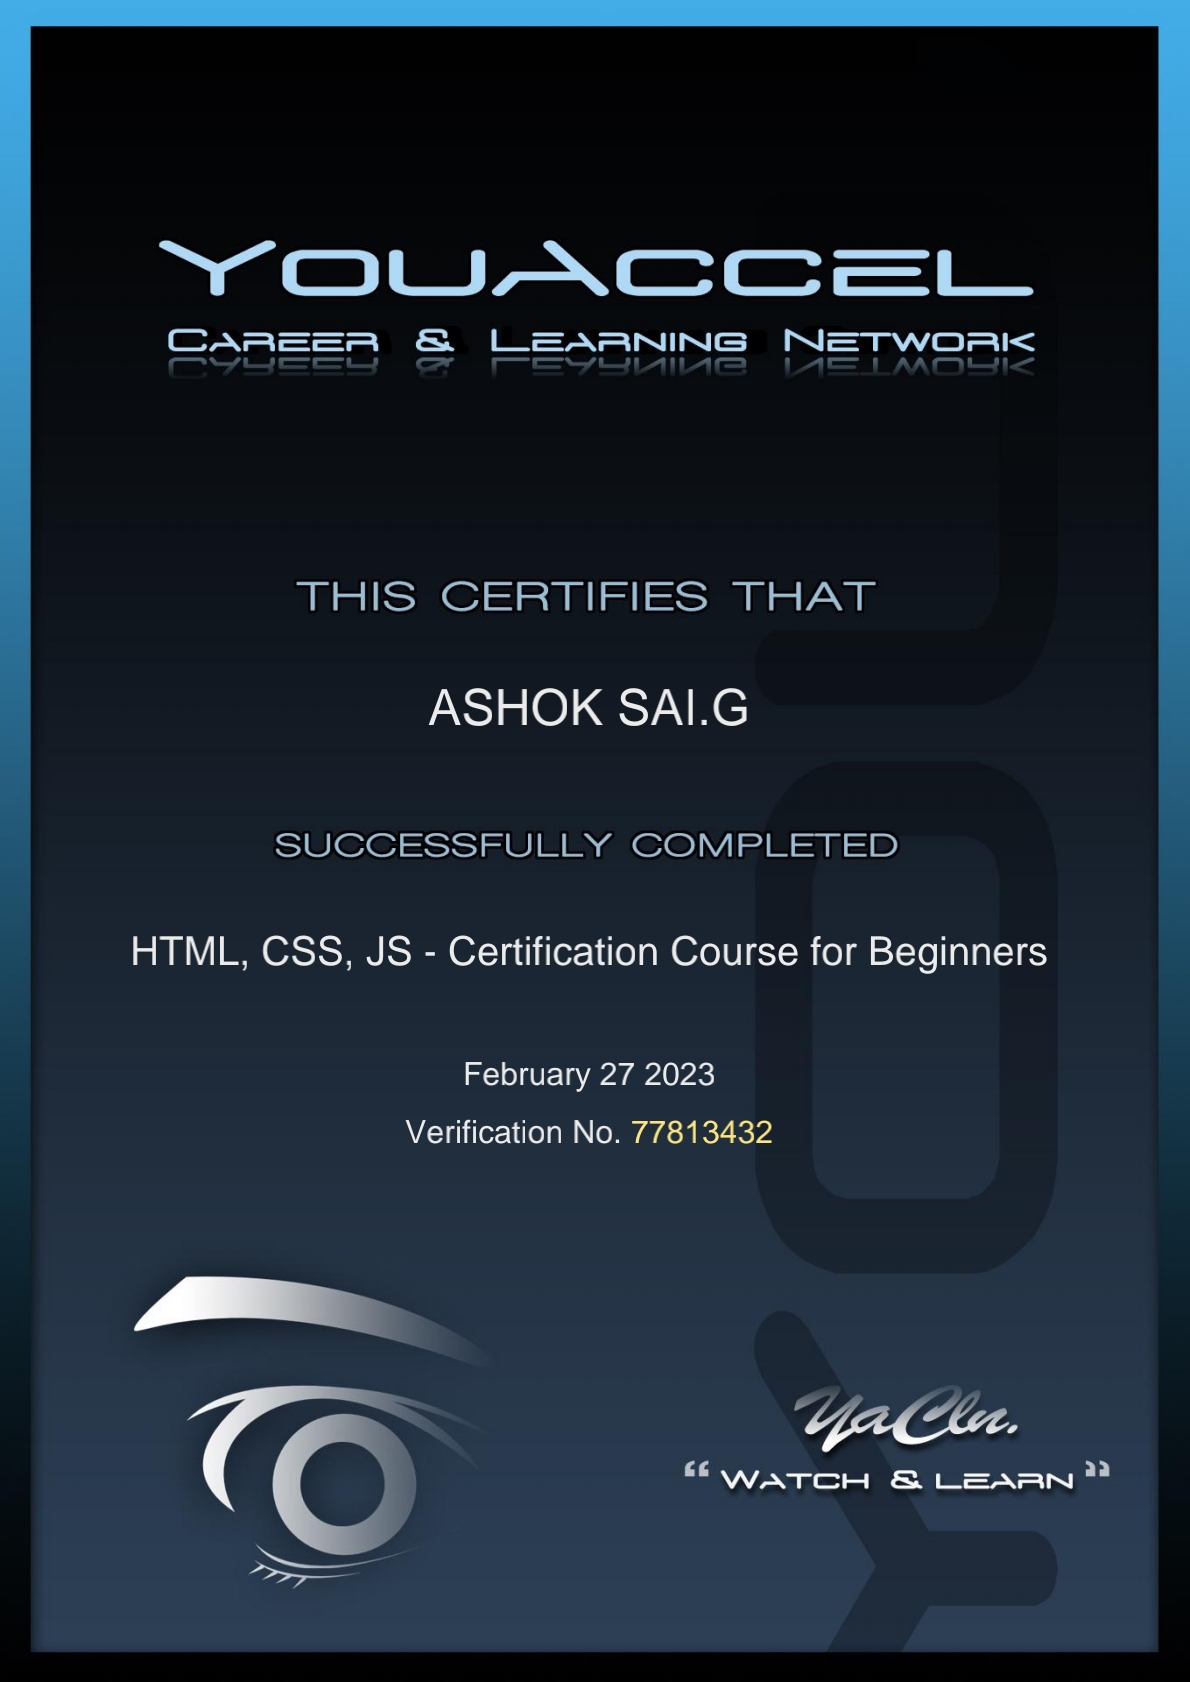 YouAccel
Career & Learning Network
THIS CERTIFIES THAT
ASHOK SAI.G
SUCCESSFULLY COMPLETED
HTML, CSS, JS - Certification Course for Beginners
February 27 2023
Verification No. 77813432
YaCln.
“ Watch & learn ”
YOU